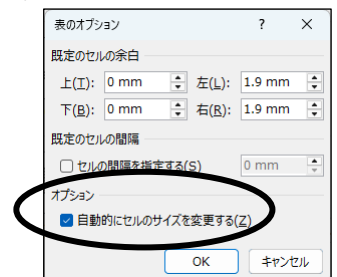 表のオプション ? ×
既定のセルの余白
上(T): 0 mm 左(L): 1.9 mm
下(B): 0 mm 右(R): 1.9 mm
既定のセルの間隔
セルの間隔を指定する(S) 0 mm
オプション
自動的にセルのサイズを変更する(Z)
OK キャンセル